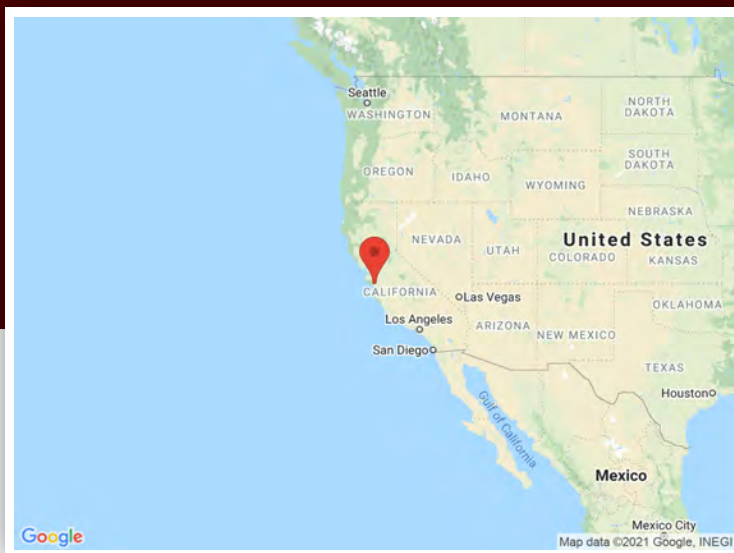 Seattle
WASHINGTON
MONTANA
NORTH
DAKOTA
OREGON
IDAHO
SOUTH
DAKOTA
WYOMING
NEBRASKA
NEVADA
UTAH
United States
COLORADO
KANSAS
CALIFORNIA
Las Vegas
OKLAHOMA
Los Angeles
ARIZONA
NEW MEXICO
San Diego
TEXAS
Houston
Gulf of California
Mexico
Mexico City
Google
Map data ©2021 Google, INEGI